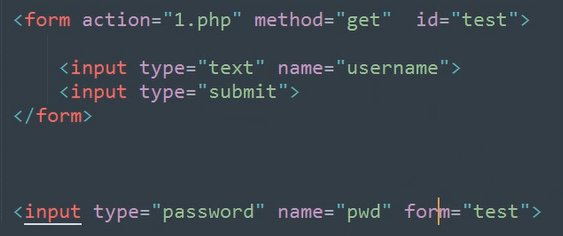 <form action="1.php" method="get"  id="test">
<input type="text" name="username">
<input type="submit">
</form>
<input type="password" name="pwd" form="test">